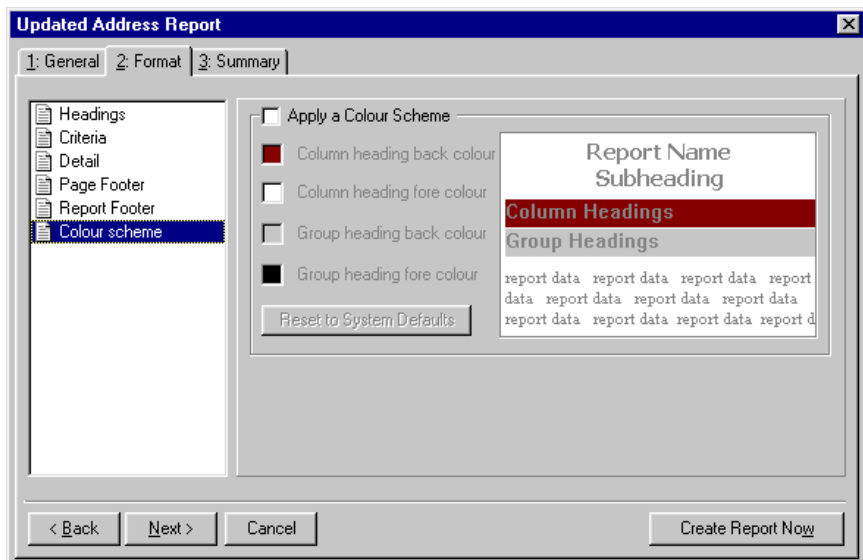 Updated Address Report
1: General 2: Format 3: Summary
Headings
Criteria
Detail
Page Footer
Report Footer
Colour scheme
Apply a Colour Scheme
Column heading back colour
Column heading fore colour
Group heading back colour
Group heading fore colour
Reset to System Defaults
Report Name
Subheading
Column Headings
Group Headings
report data report data report data report
data report data report data report data
report data report data report data report d
< Back Next > Cancel Create Report Now